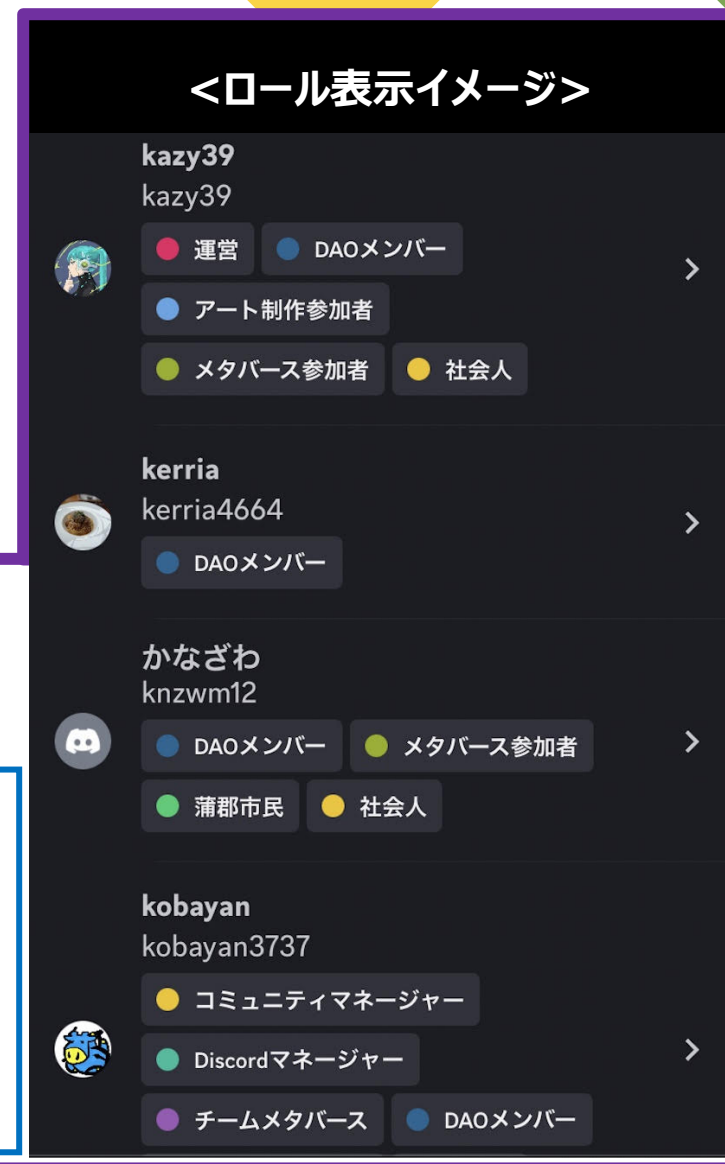 <ロール表示イメージ>
kazy39
kazy39
運営 DAOメンバー
アート制作参加者
メタバース参加者 社会人
kerria
kerria4664
DAOメンバー
かなざわ
knzwm12
DAOメンバー メタバース参加者
蒲郡市民 社会人
kobayan
kobayan3737
コミュニティマネージャー
Discordマネージャー
チームメタバース DAOメンバー